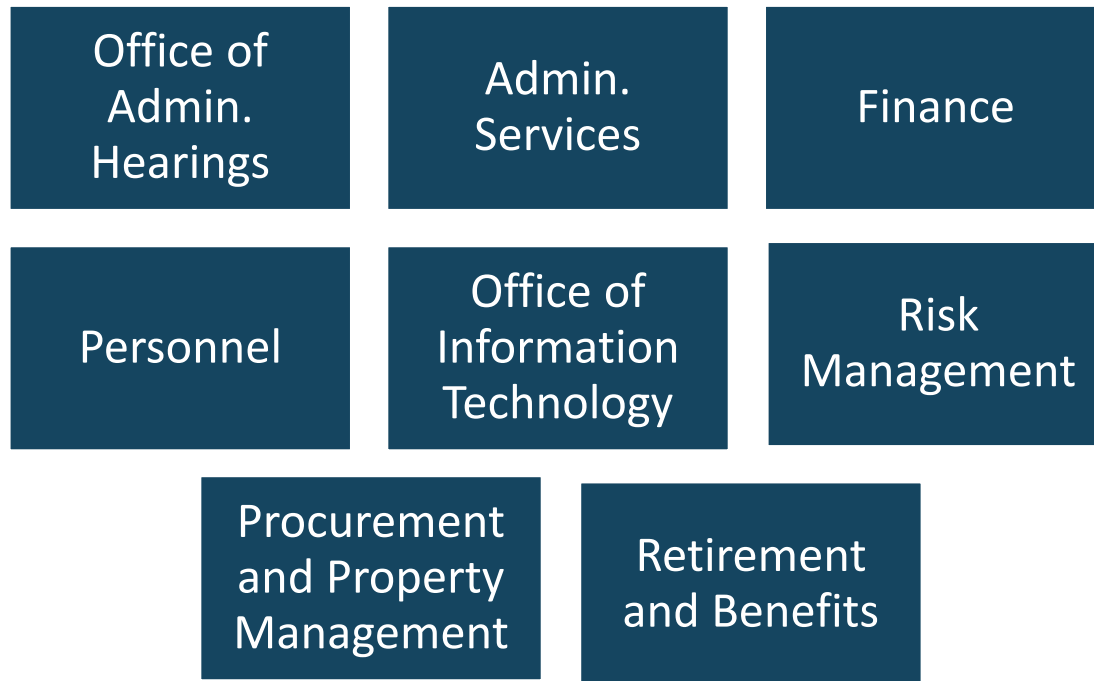 Office of
Admin.
Hearings
Admin.
Services
Finance
Personnel
Office of
Information
Technology
Risk
Management
Procurement
and Property
Management
Retirement
and Benefits